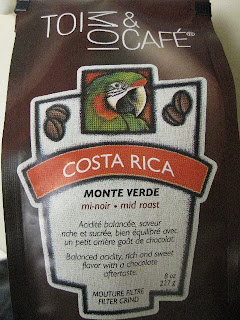 TOI MOI & CAFÉ®
COSTA RICA
MONTE VERDE
mi-noir • mid roast
Acidité balancée, saveur
riche et sucrée, bien équilibré avec
un petit arrière goût de chocolat.
Balanced acidity, rich and sweet
flavor with a chocolate
aftertaste.
8 oz
227 g
MOUTURE FILTRE
FILTER GRIND